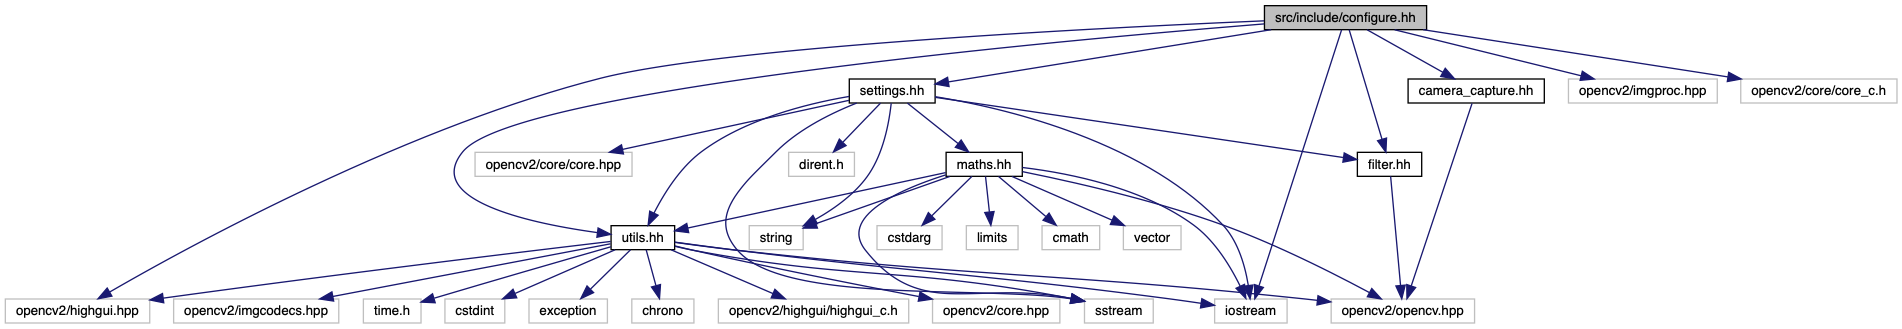 src/include/configure.hh
settings.hh
camera_capture.hh
opencv2/imgproc.hpp
opencv2/core/core_c.h
opencv2/core/core.hpp
dirent.h
maths.hh
filter.hh
utils.hh
string
cstdarg
limits
cmath
vector
opencv2/highgui.hpp
opencv2/imgcodecs.hpp
time.h
cstdint
exception
chrono
opencv2/highgui/highgui_c.h
opencv2/core.hpp
sstream
iostream
opencv2/opencv.hpp